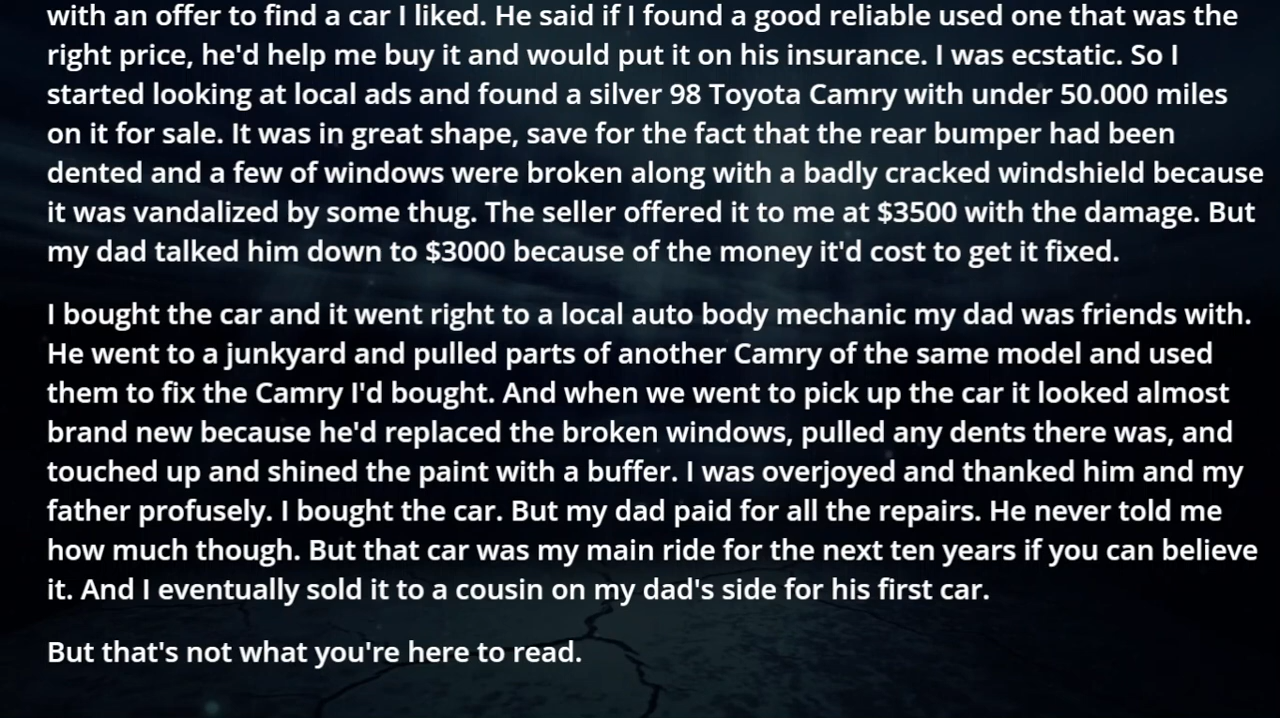 with an offer to find a car I liked. He said if I found a good reliable used one that was the
right price, he'd help me buy it and would put it on his insurance. I was ecstatic. So I
started looking at local ads and found a silver 98 Toyota Camry with under 50.000 miles
on it for sale. It was in great shape, save for the fact that the rear bumper had been
dented and a few of windows were broken along with a badly cracked windshield because
it was vandalized by some thug. The seller offered it to me at $3500 with the damage. But
my dad talked him down to $3000 because of the money it'd cost to get it fixed.
I bought the car and it went right to a local auto body mechanic my dad was friends with.
He went to a junkyard and pulled parts of another Camry of the same model and used
them to fix the Camry I'd bought. And when we went to pick up the car it looked almost
brand new because he'd replaced the broken windows, pulled any dents there was, and
touched up and shined the paint with a buffer. I was overjoyed and thanked him and my
father profusely. I bought the car. But my dad paid for all the repairs. He never told me
how much though. But that car was my main ride for the next ten years if you can believe
it. And I eventually sold it to a cousin on my dad's side for his first car.
But that's not what you're here to read.